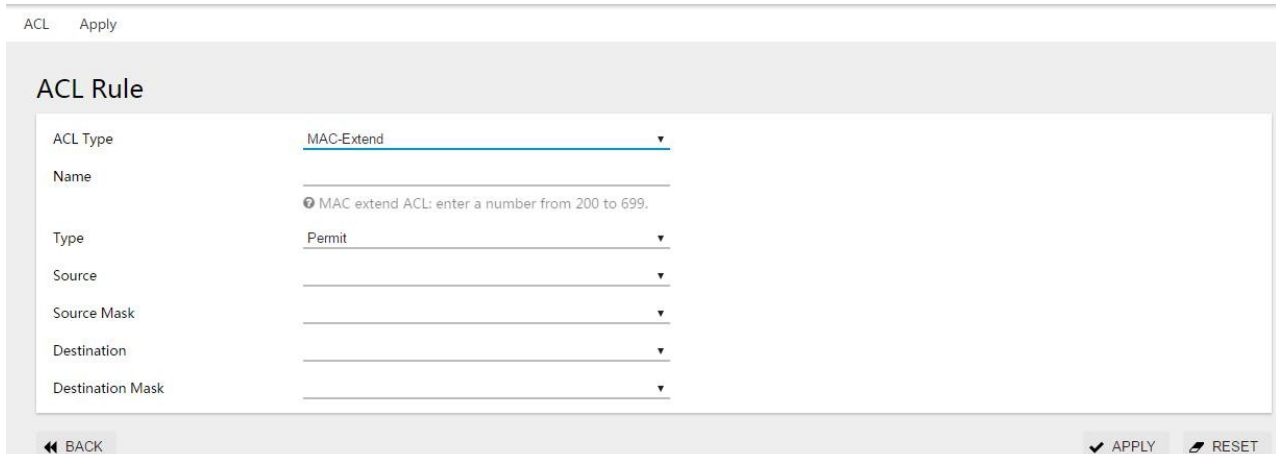 ACL Apply
ACL Rule
ACL Type MAC-Extend
Name
MAC extend ACL: enter a number from 200 to 699.
Type Permit
Source
Source Mask
Destination
Destination Mask
BACK APPLY RESET